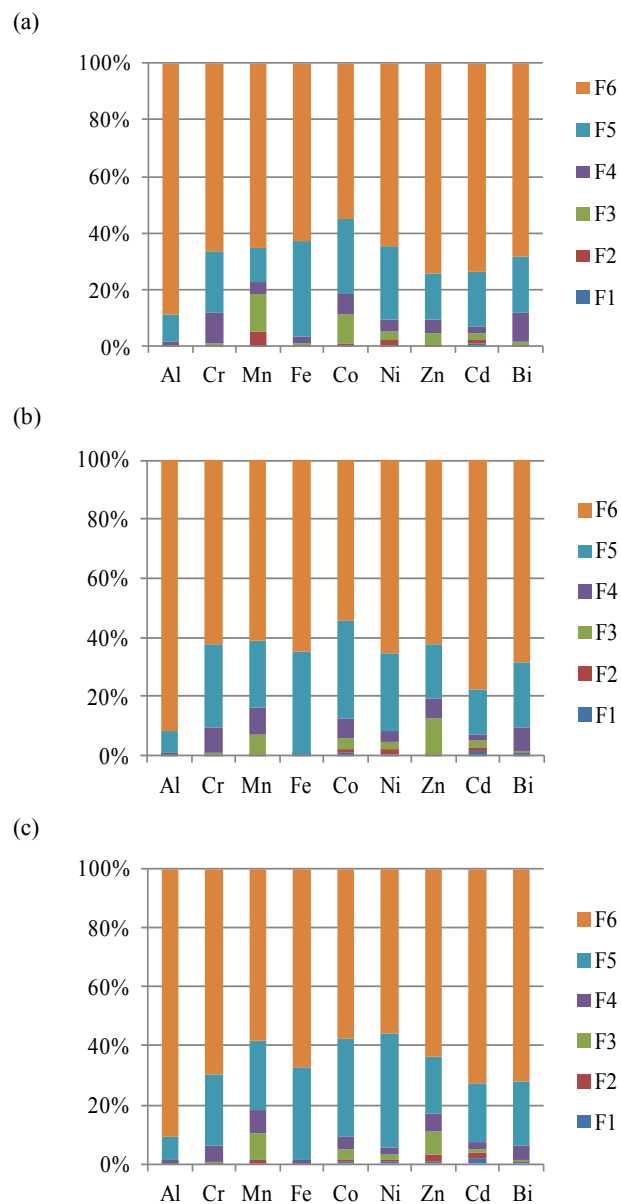 (a)
100%
80%
60%
40%
20%
0%
Al Cr Mn Fe Co Ni Zn Cd Bi
F6
F5
F4
F3
F2
F1
(b)
100%
80%
60%
40%
20%
0%
Al Cr Mn Fe Co Ni Zn Cd Bi
F6
F5
F4
F3
F2
F1
(c)
100%
80%
60%
40%
20%
0%
Al Cr Mn Fe Co Ni Zn Cd Bi
F6
F5
F4
F3
F2
F1